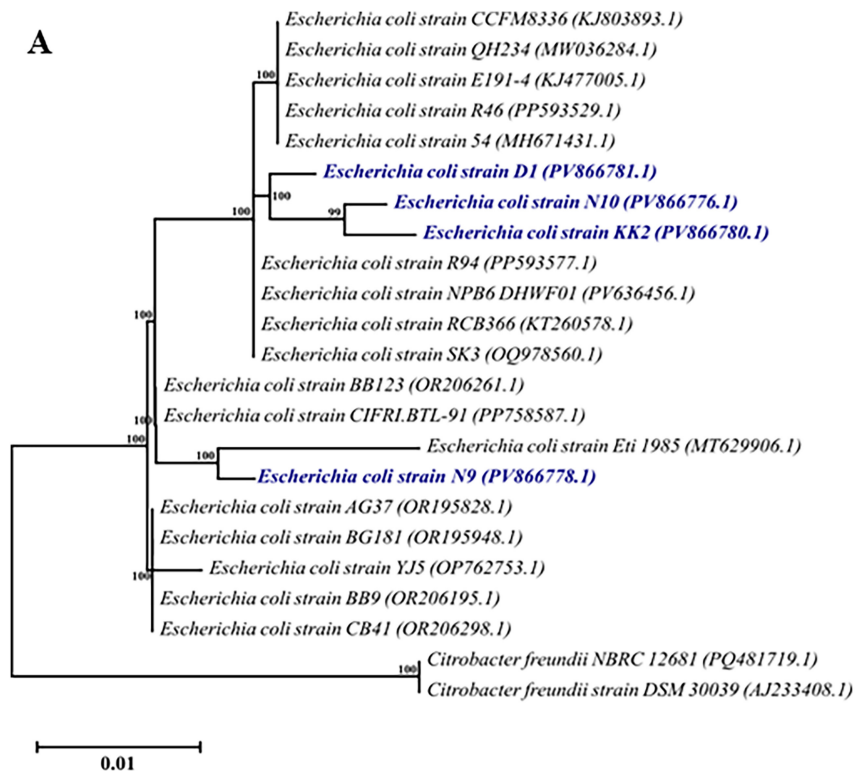 A
Escherichia coli strain CCFM8336 (KJ803893.1)
Escherichia coli strain QH234 (MW036284.1)
100
Escherichia coli strain E191-4 (KJ477005.1)
Escherichia coli strain R46 (PP593529.1)
Escherichia coli strain 54 (MH671431.1)
Escherichia coli strain D1 (PV866781.1)
100
Escherichia coli strain N10 (PV866776.1)
100
99
Escherichia coli strain KK2 (PV866780.1)
Escherichia coli strain R94 (PP593577.1)
Escherichia coli strain NPB6 DHWF01 (PV636456.1)
100
Escherichia coli strain RCB366 (KT260578.1)
Escherichia coli strain SK3 (OQ978560.1)
Escherichia coli strain BB123 (OR206261.1)
Escherichia coli strain CIFRI.BTL-91 (PP758587.1)
100
100
Escherichia coli strain Eti 1985 (MT629906.1)
100
Escherichia coli strain N9 (PV866778.1)
Escherichia coli strain AG37 (OR195828.1)
Escherichia coli strain BG181 (OR195948.1)
Escherichia coli strain YJ5 (OP762753.1)
100
Escherichia coli strain BB9 (OR206195.1)
Escherichia coli strain CB41 (OR206298.1)
Citrobacter freundii NBRC 12681 (PQ481719.1)
100
Citrobacter freundii strain DSM 30039 (AJ233408.1)
0.01